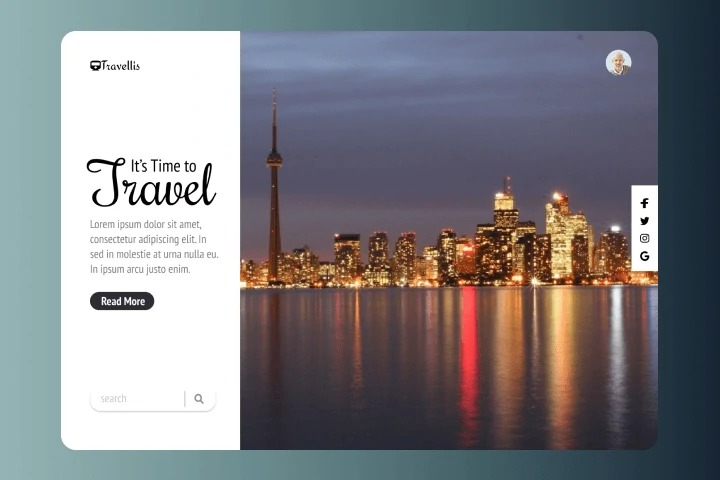 Travellis
It's Time to
Travel
Lorem ipsum dolor sit amet,
consectetur adipiscing elit. In
sed in molestie at urna nulla eu.
In ipsum arcu justo enim.
Read More
search